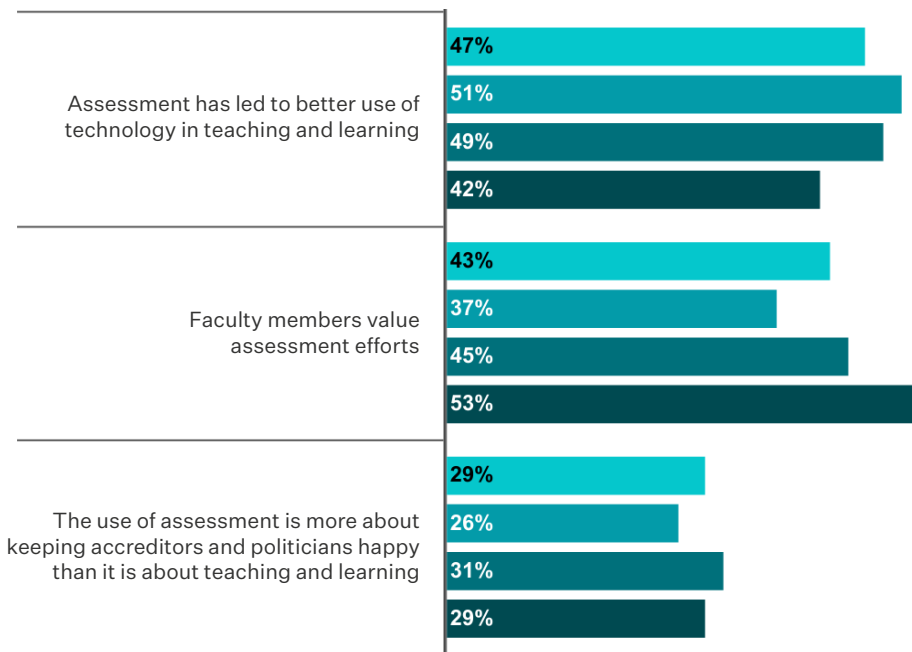 47%
51%
Assessment has led to better use of
technology in teaching and learning
49%
42%
43%
37%
Faculty members value
assessment efforts
45%
53%
29%
26%
The use of assessment is more about
keeping accreditors and politicians happy
than it is about teaching and learning
31%
29%